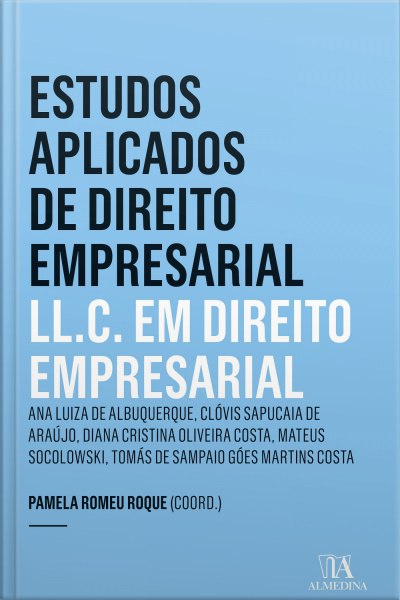 ESTUDOS
APLICADOS
DE DIREITO
EMPRESARIAL
LL.C. EM DIREITO
EMPRESARIAL
ANA LUIZA DE ALBUQUERQUE, CLÓVIS SAPUCAIA DE
ARAÚJO, DIANA CRISTINA OLIVEIRA COSTA, MATEUS
SOCOLOWSKI, TOMÁS DE SAMPAIO GÓES MARTINS COSTA
PAMELA ROMEU ROQUE (COORD.)
ALMEDINA